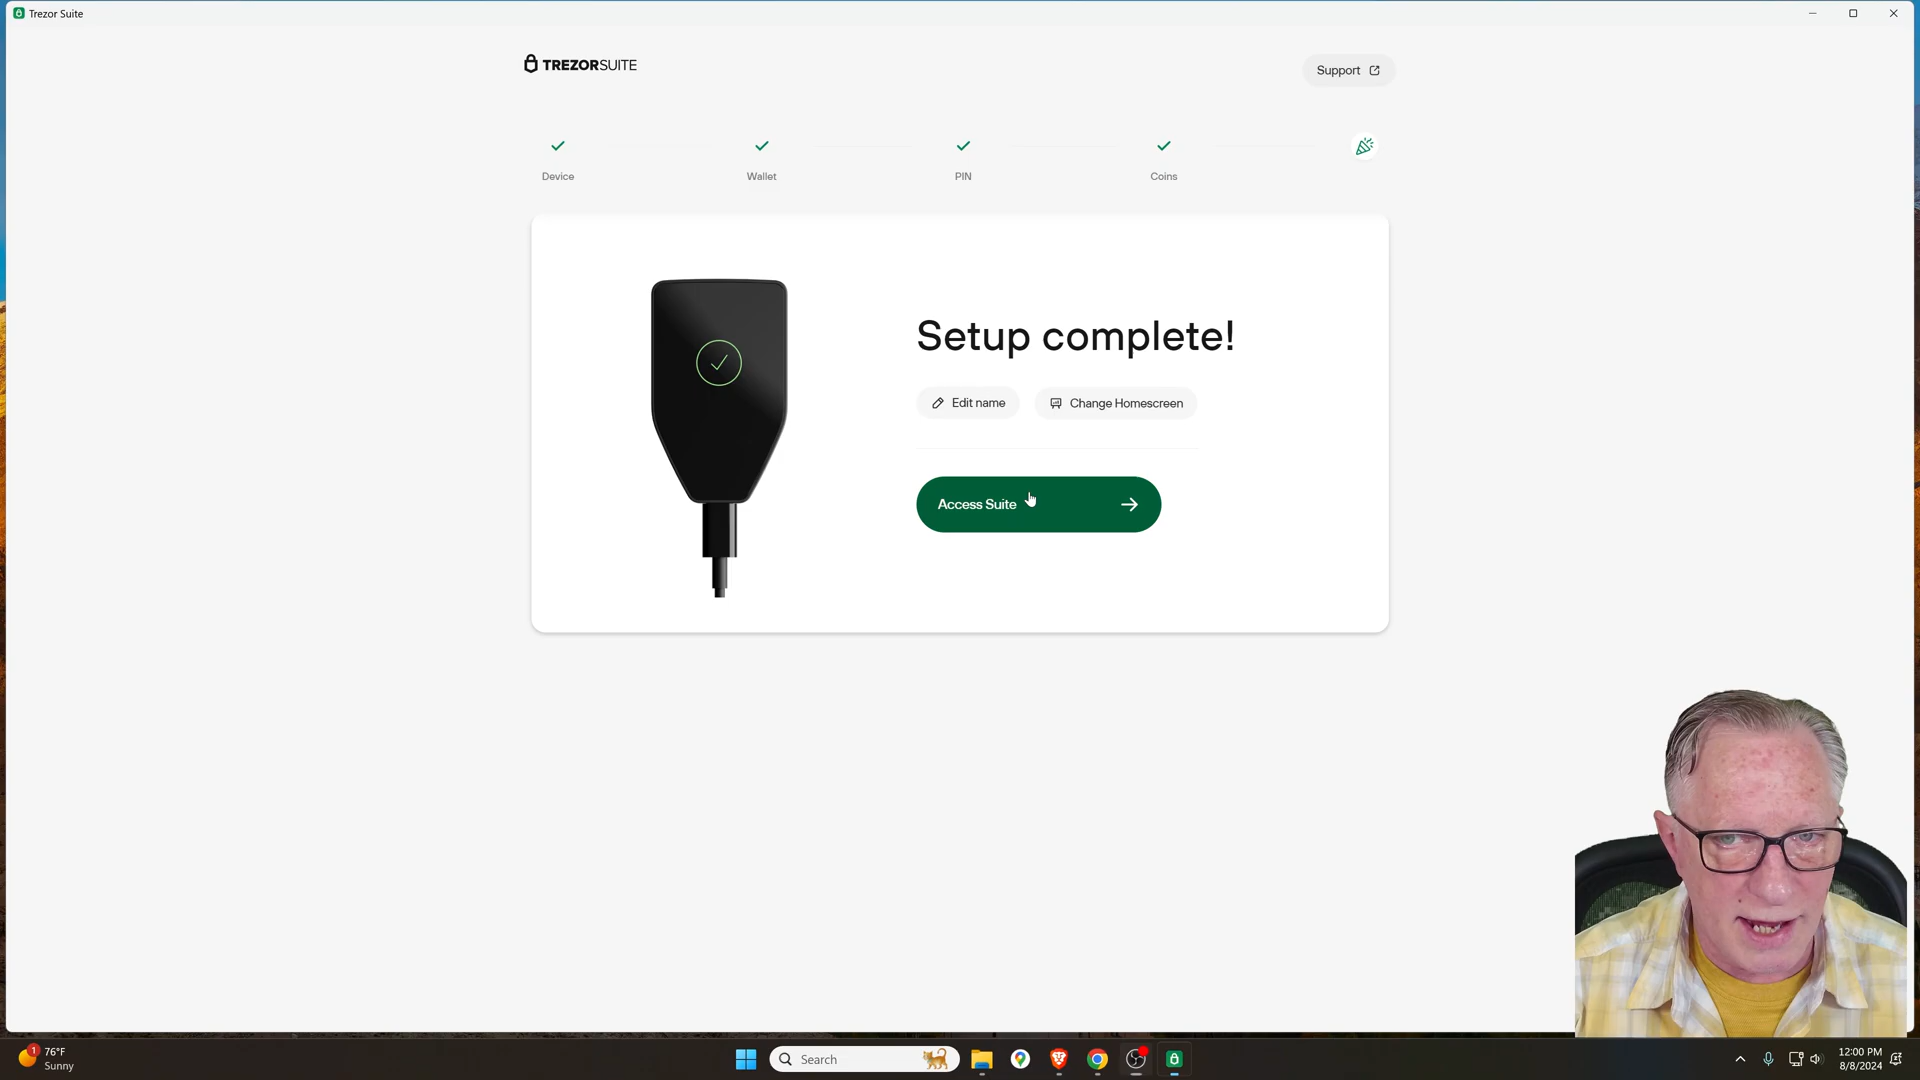 Trezor Suite
TREZORSUITE
Support
Device
Wallet
PIN
Coins
Setup complete!
Edit name
Change Homescreen
Access Suite
1
76°F
Sunny
Search
12:00 PM
8/8/2024